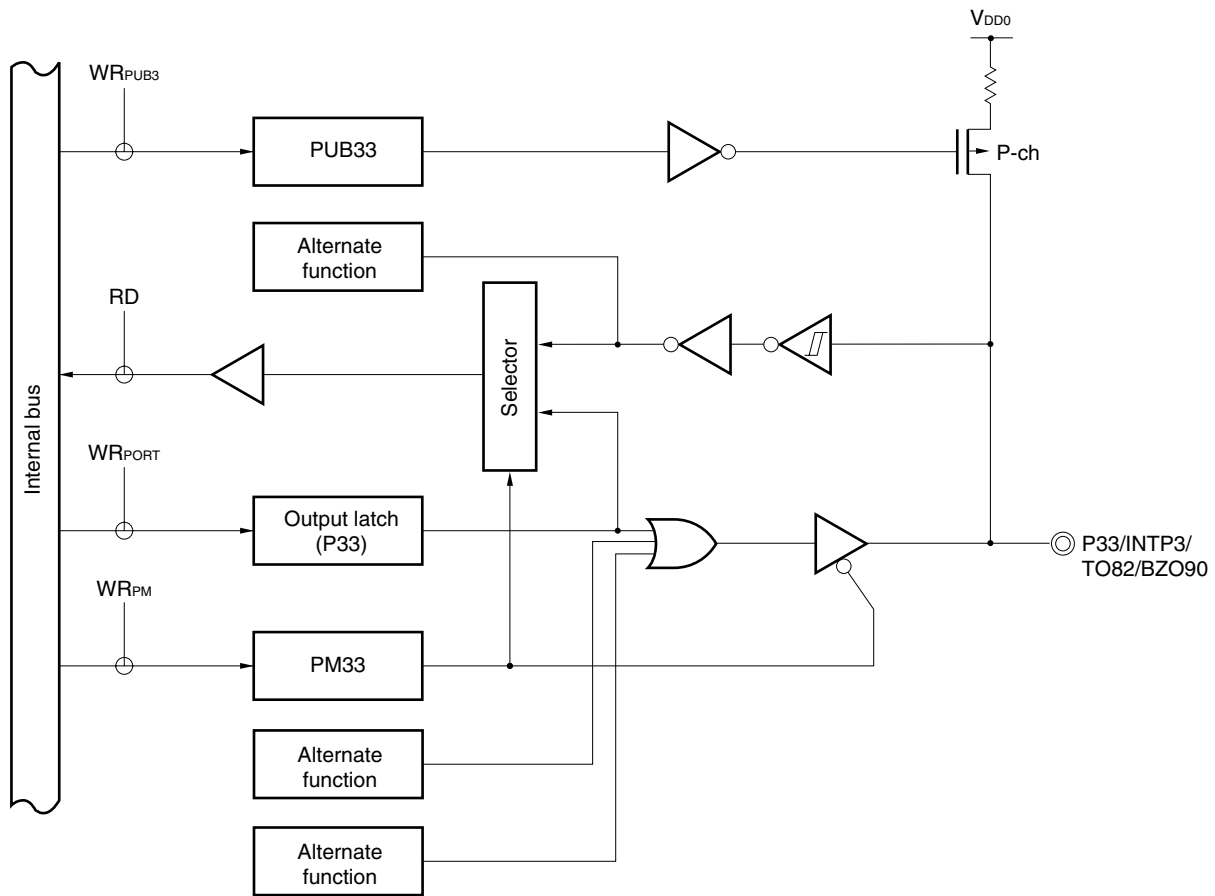 VDD0
WRPUB3
PUB33
P-ch
Alternate
function
RD
Selector
Internal bus
WRPORT
Output latch
(P33)
P33/INTP3/
TO82/BZO90
WRPM
PM33
Alternate
function
Alternate
function